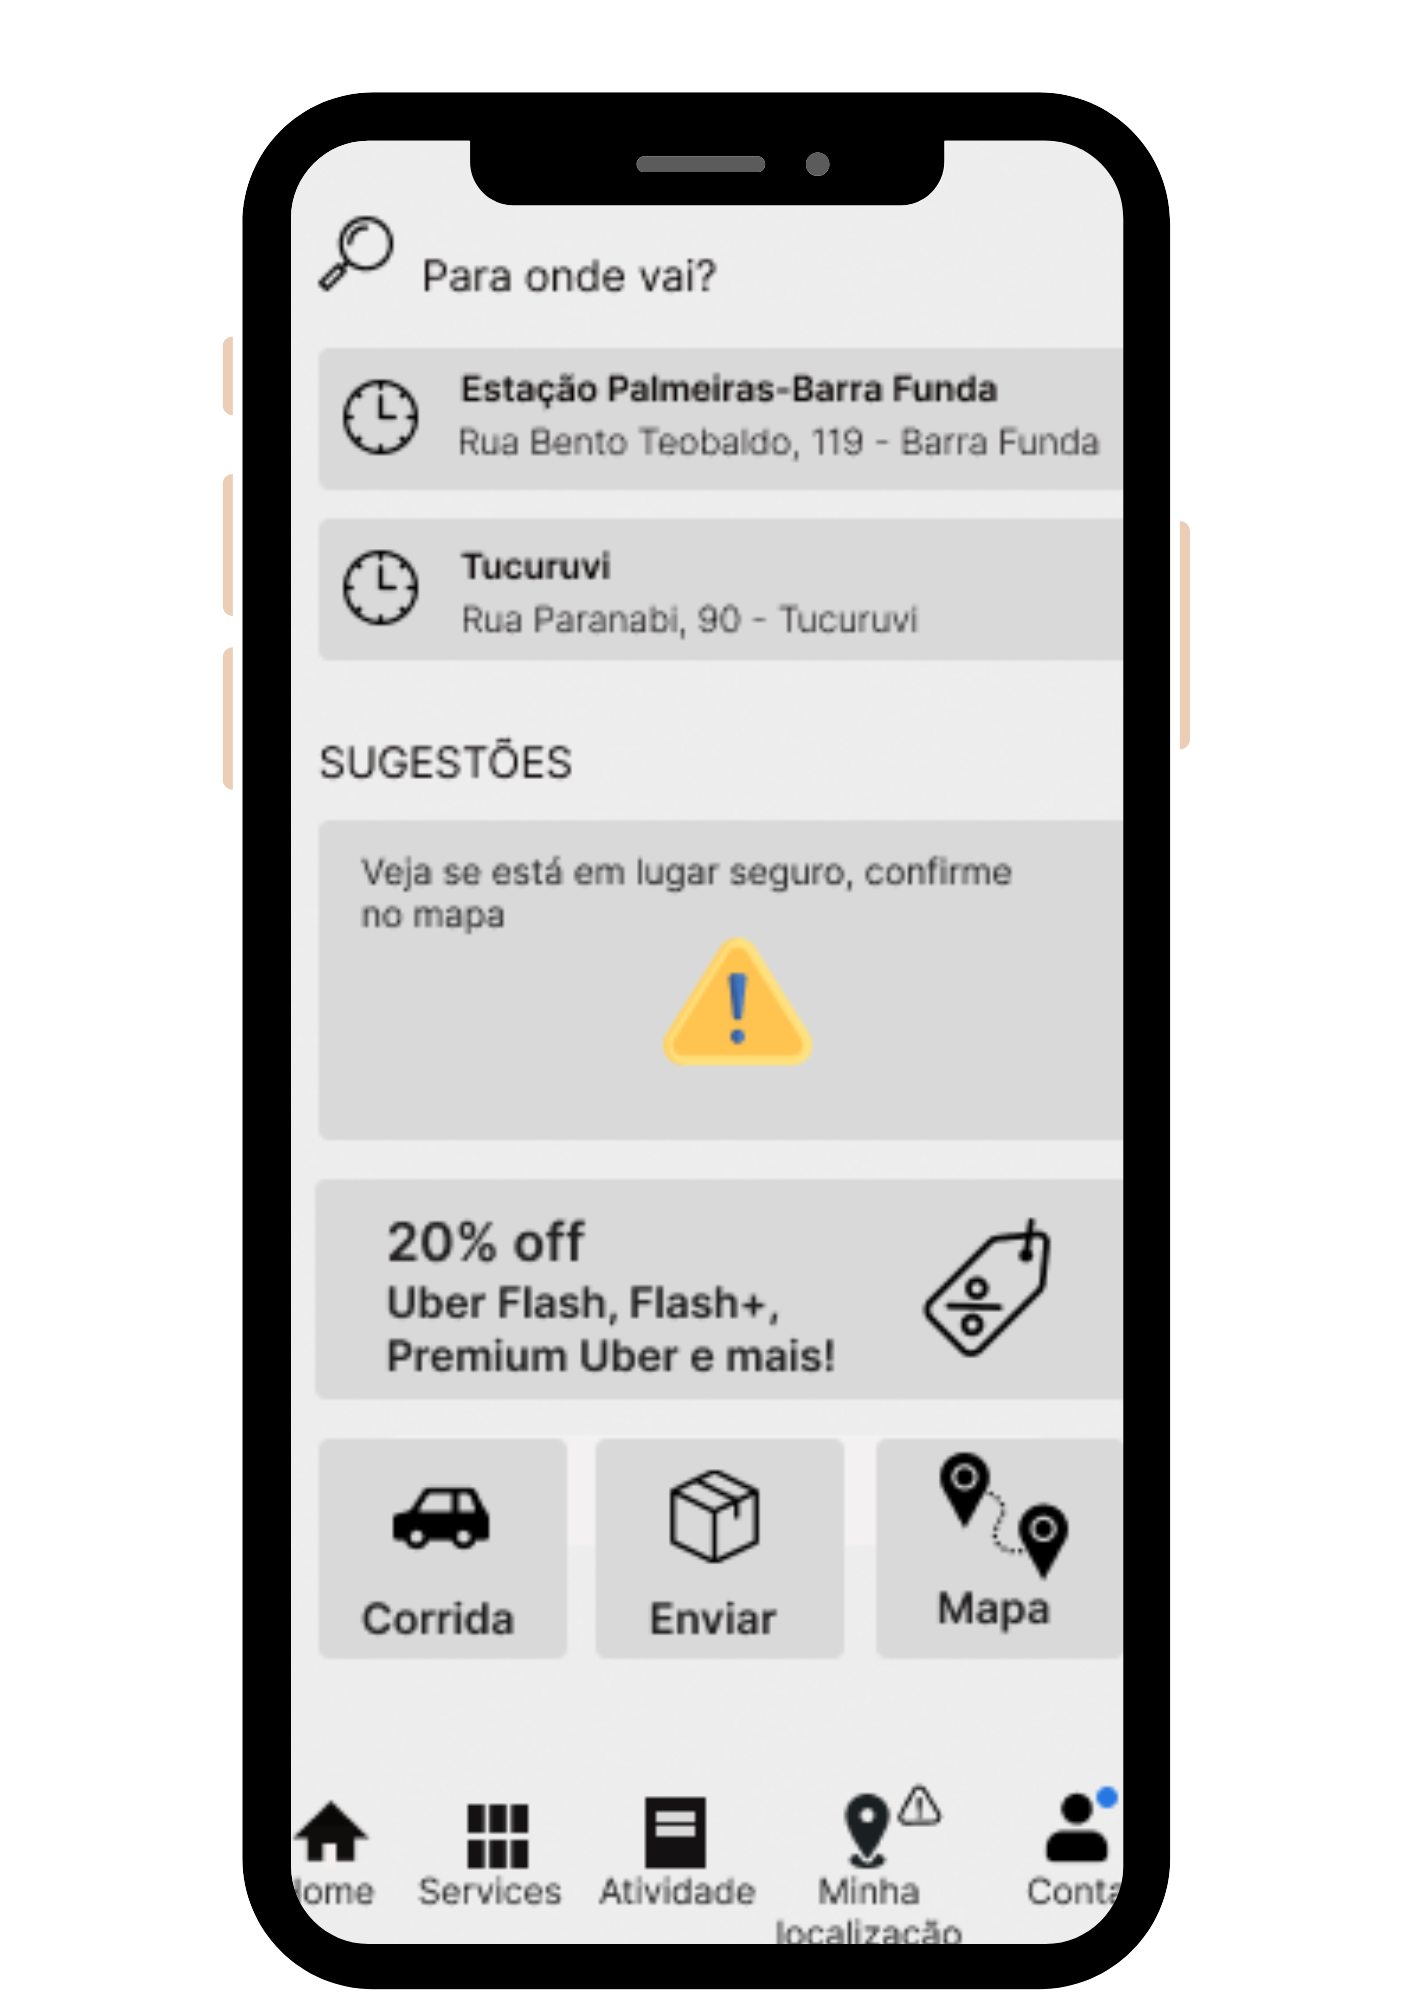 Para onde vai?
Estação Palmeiras-Barra Funda
Rua Bento Teobaldo, 119 - Barra Funda
Tucuruvi
Rua Paranabi, 90 - Tucuruvi
SUGESTÕES
Veja se está em lugar seguro, confirme
no mapa
20% off
Uber Flash, Flash+,
Premium Uber e mais!
Corrida
Enviar
Mapa
Home
Services
Atividade
Minha
localização
Conta